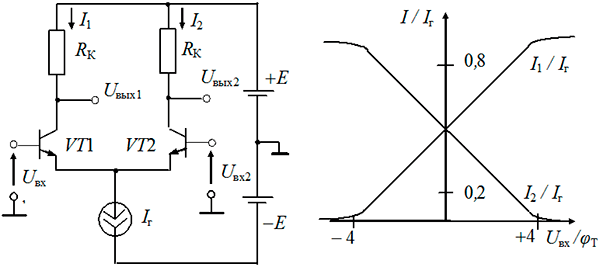 I₁
I₂
Rк
Rк
Uвых1
Uвых2
+E
VT1
VT2
Uвх
Uвх2
Iг
−E
I / Iг
0,8
I₁ / Iг
0,2
I₂ / Iг
− 4
+4
Uвх /φТ